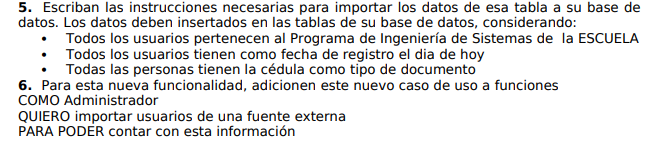 5. Escriban las instrucciones necesarias para importar los datos de esa tabla a su base de
datos. Los datos deben insertados en las tablas de su base de datos, considerando:
• Todos los usuarios pertenecen al Programa de Ingeniería de Sistemas de la ESCUELA
• Todos los usuarios tienen como fecha de registro el dia de hoy
• Todas las personas tienen la cédula como tipo de documento
6. Para esta nueva funcionalidad, adicionen este nuevo caso de uso a funciones
COMO Administrador
QUIERO importar usuarios de una fuente externa
PARA PODER contar con esta información